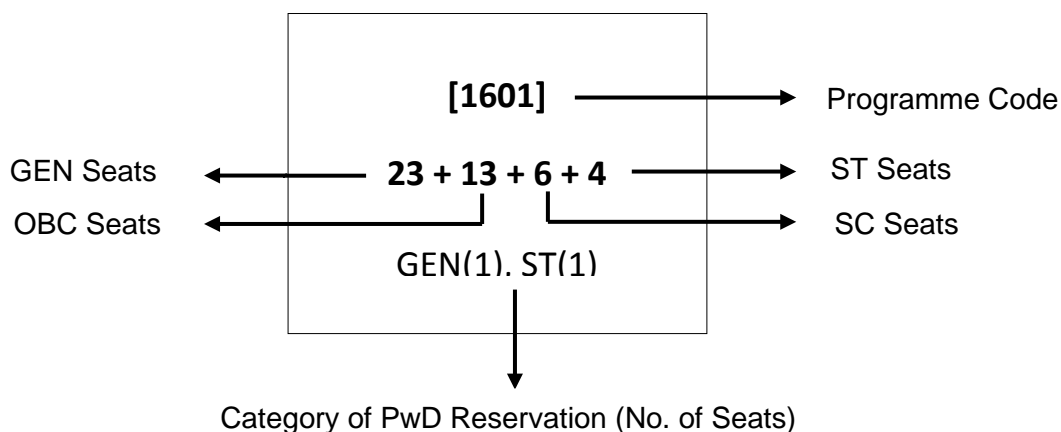 [1601]
Programme Code
GEN Seats
23 + 13 + 6 + 4
ST Seats
OBC Seats
SC Seats
GEN(1). ST(1)
Category of PwD Reservation (No. of Seats)